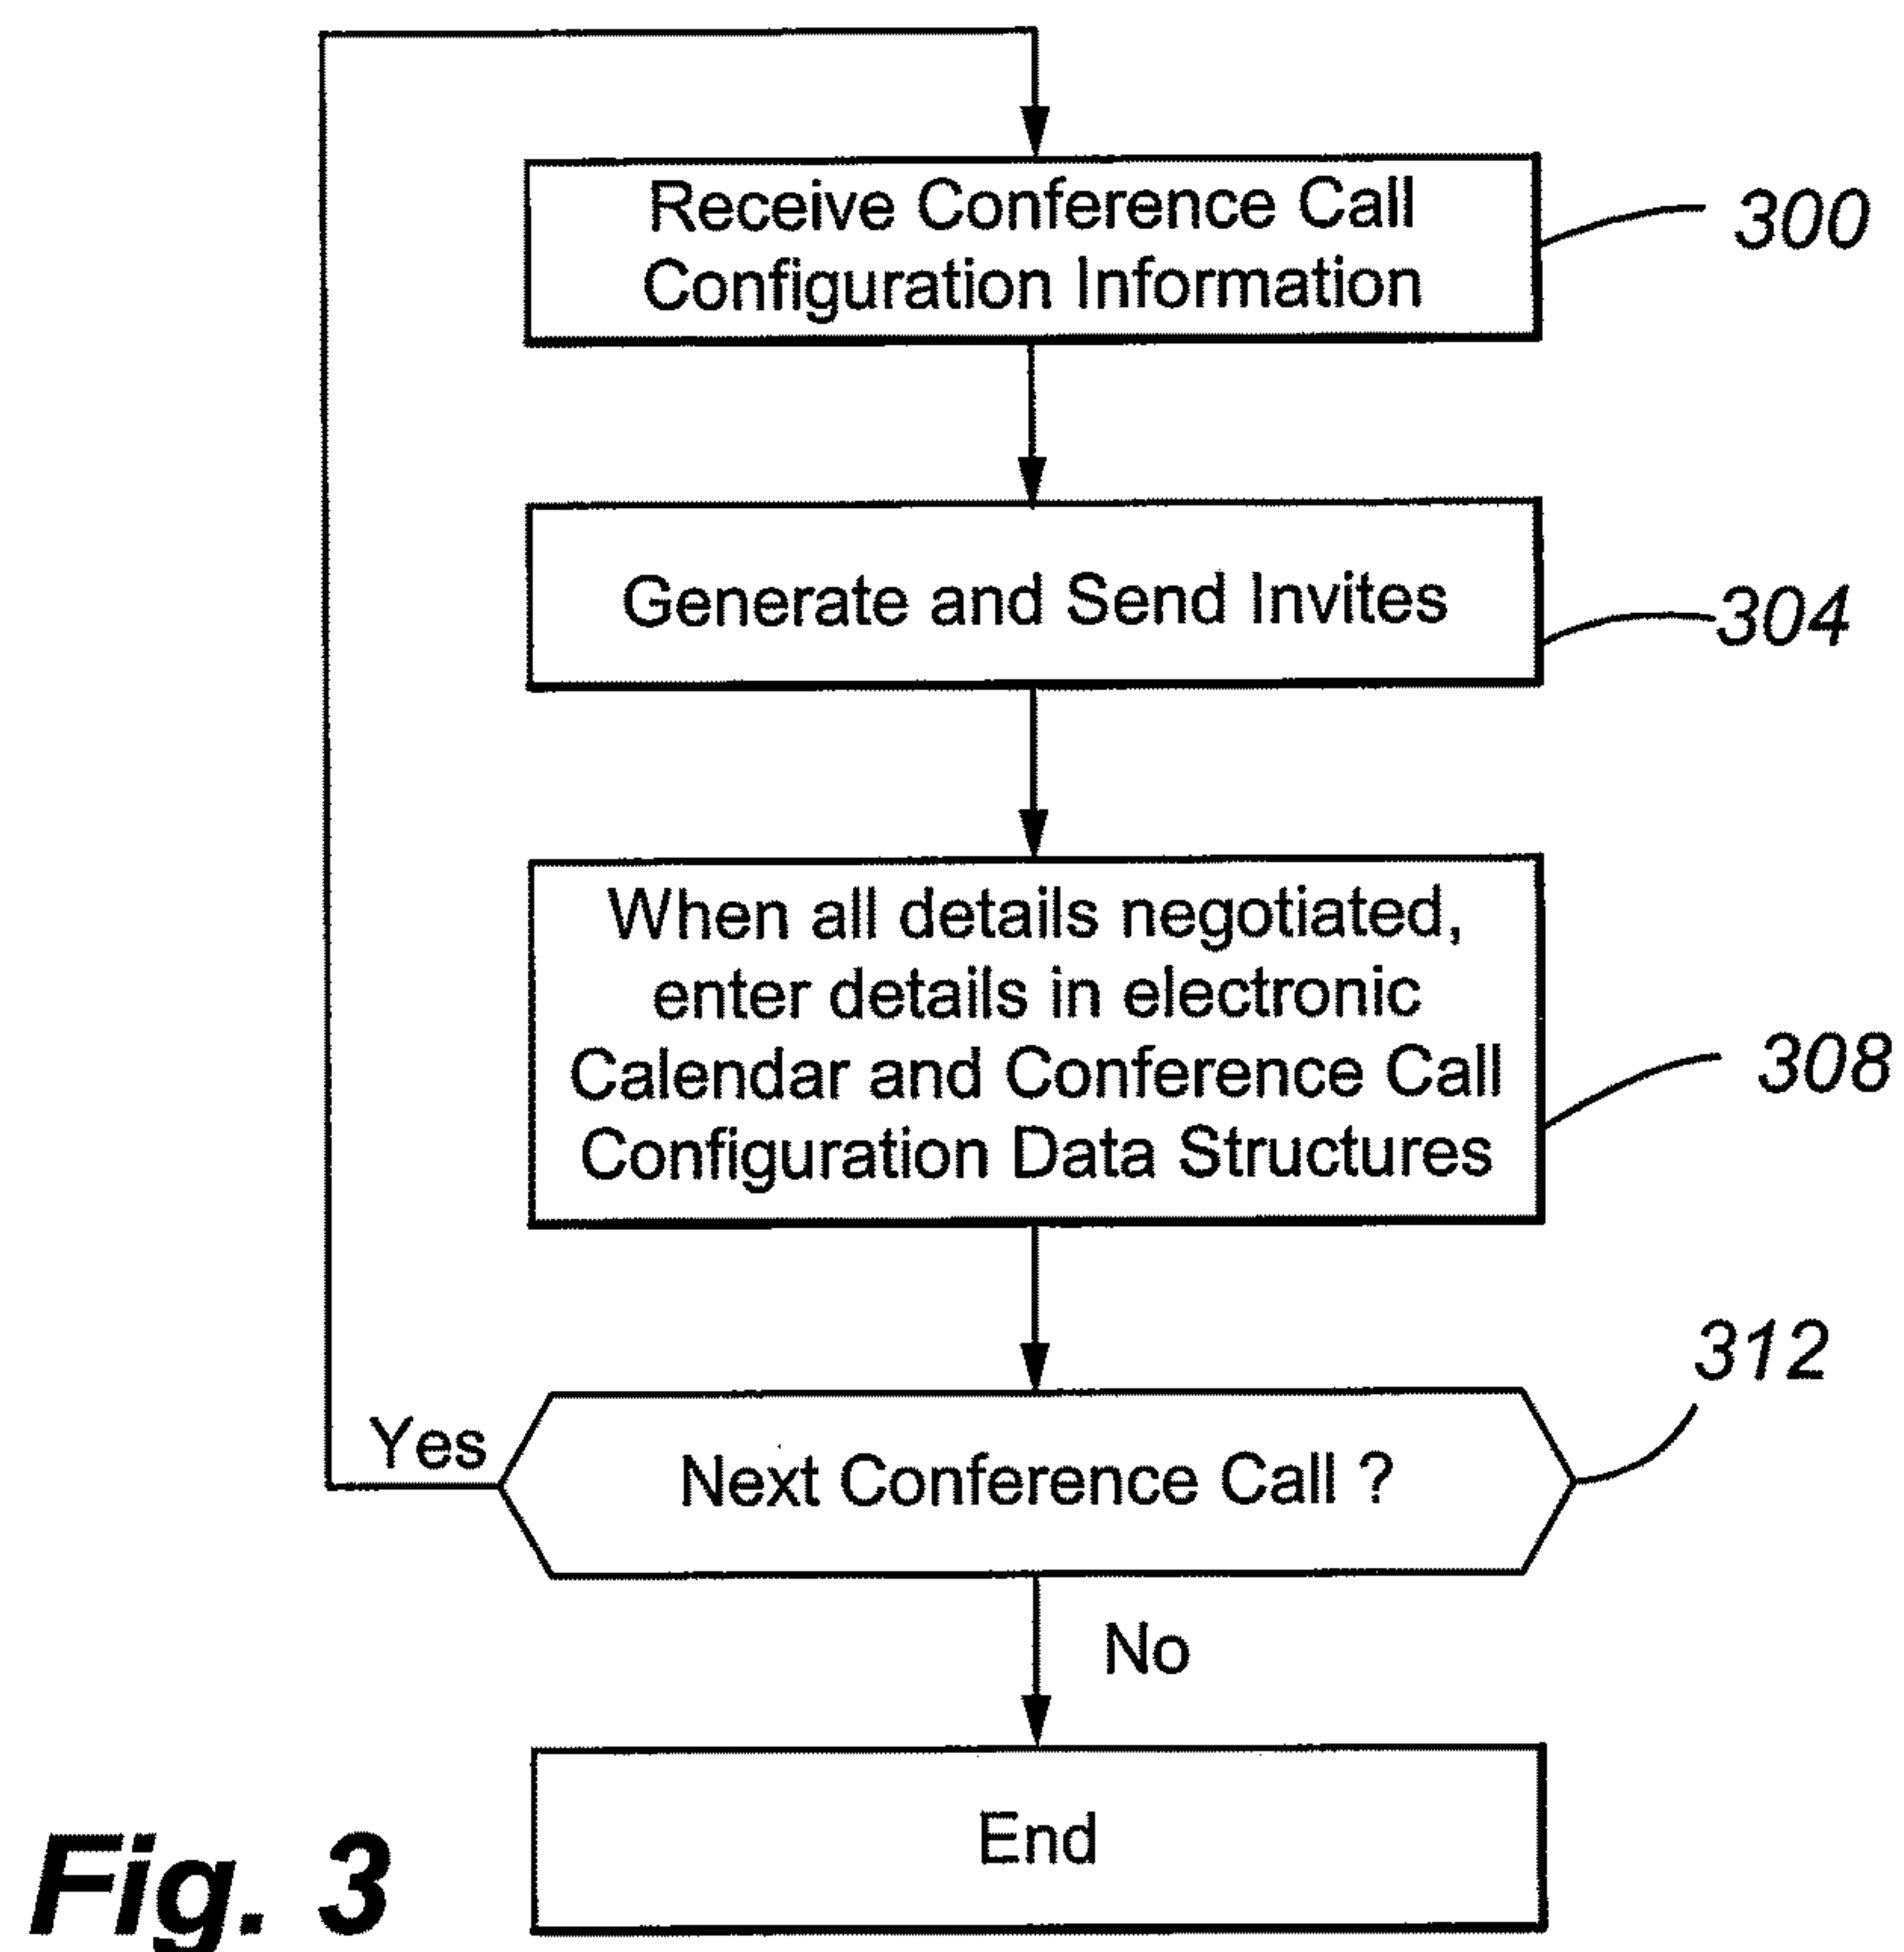 Receive Conference Call
Configuration Information
300
Generate and Send Invites
304
When all details negotiated,
enter details in electronic
Calendar and Conference Call
Configuration Data Structures
308
312
Yes
Next Conference Call ?
No
End
Fig. 3